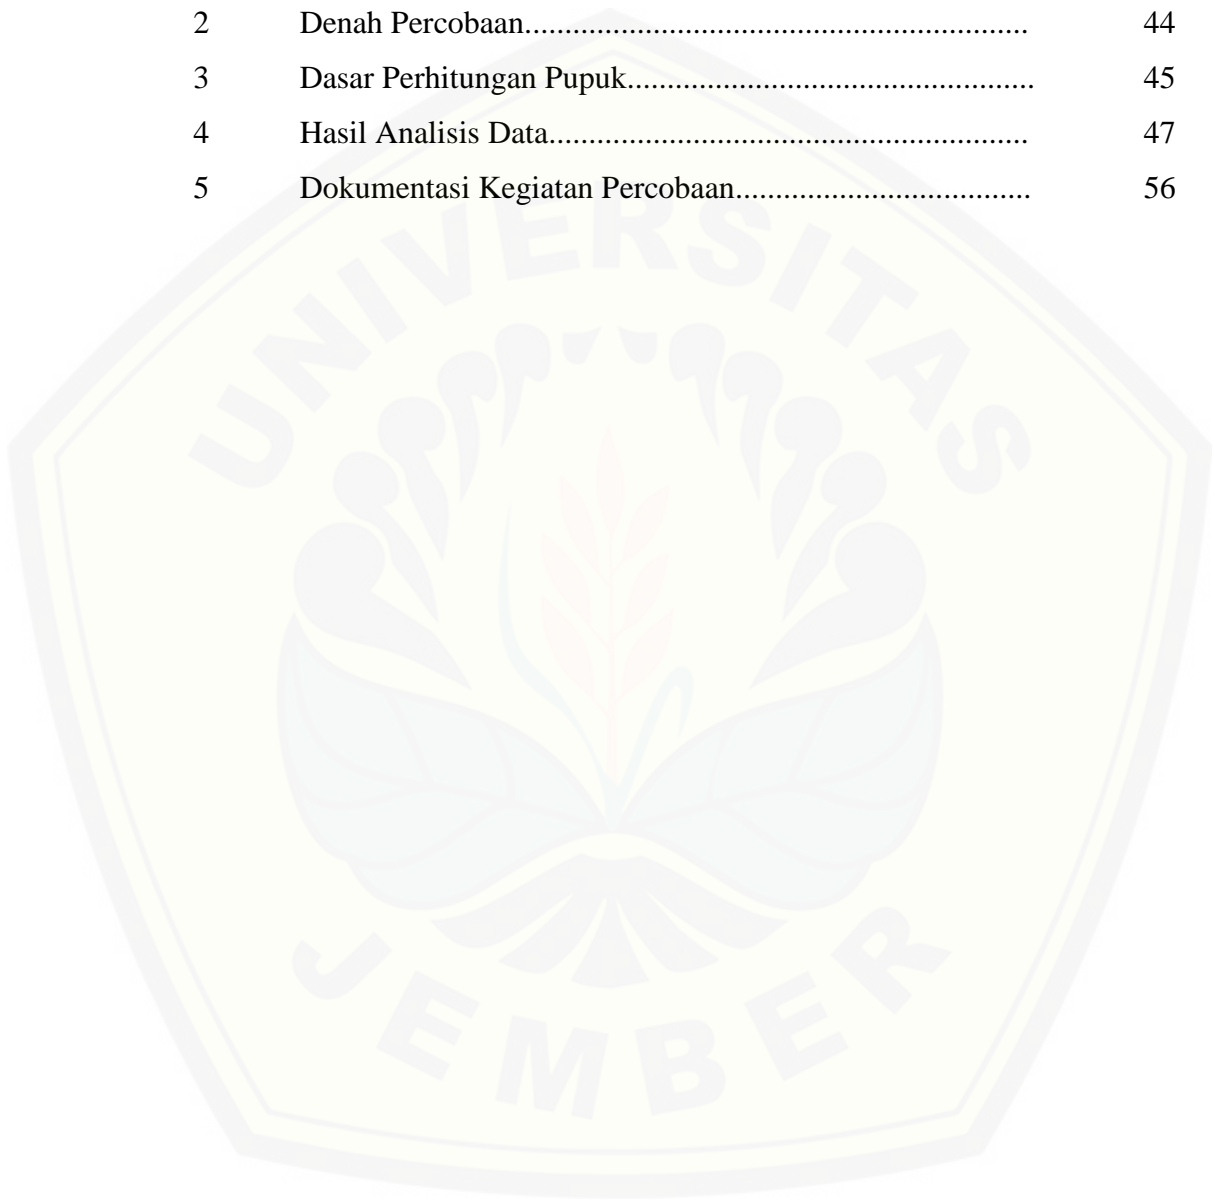 2 Denah Percobaan.............................................................. 44
3 Dasar Perhitungan Pupuk.................................................. 45
4 Hasil Analisis Data........................................................... 47
5 Dokumentasi Kegiatan Percobaan.................................... 56
UNIVERSITAS
JEMBER